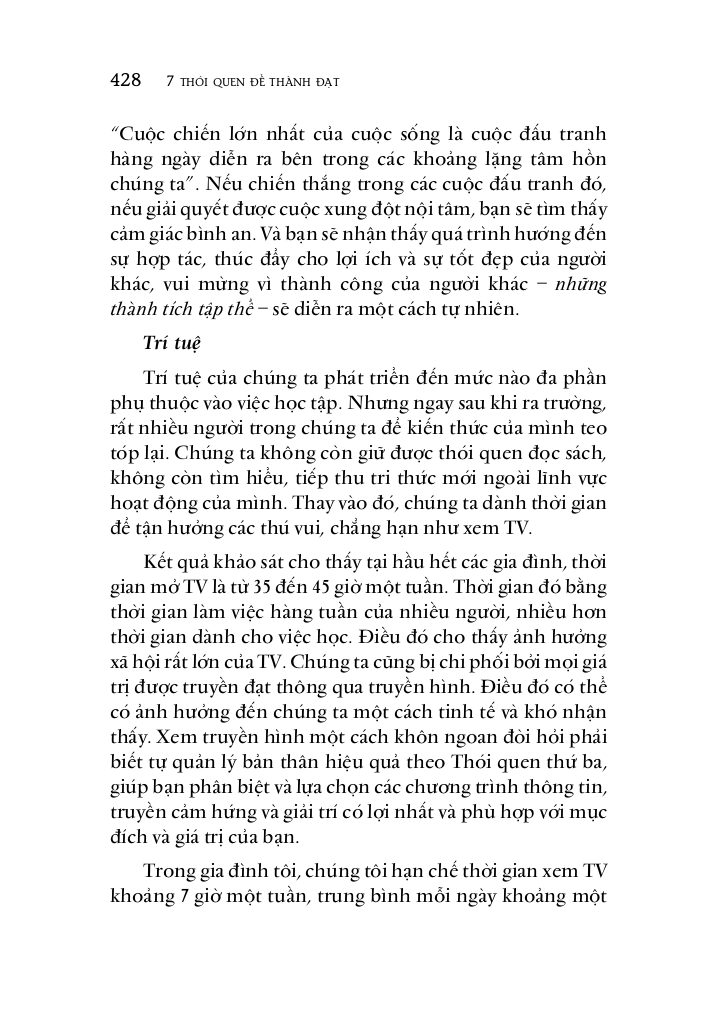 428 7 THÓI QUEN ĐỂ THÀNH ĐẠT
“Cuộc chiến lớn nhất của cuộc sống là cuộc đấu tranh
hàng ngày diễn ra bên trong các khoảng lặng tâm hồn
chúng ta”. Nếu chiến thắng trong các cuộc đấu tranh đó,
nếu giải quyết được cuộc xung đột nội tâm, bạn sẽ tìm thấy
cảm giác bình an. Và bạn sẽ nhận thấy quá trình hướng đến
sự hợp tác, thúc đẩy cho lợi ích và sự tốt đẹp của người
khác, vui mừng vì thành công của người khác – những
thành tích tập thể – sẽ diễn ra một cách tự nhiên.
Trí tuệ
Trí tuệ của chúng ta phát triển đến mức nào đa phần
phụ thuộc vào việc học tập. Nhưng ngay sau khi ra trường,
rất nhiều người trong chúng ta để kiến thức của mình teo
tóp lại. Chúng ta không còn giữ được thói quen đọc sách,
không còn tìm hiểu, tiếp thu tri thức mới ngoài lĩnh vực
hoạt động của mình. Thay vào đó, chúng ta dành thời gian
để tận hưởng các thú vui, chẳng hạn như xem TV.
Kết quả khảo sát cho thấy tại hầu hết các gia đình, thời
gian mở TV là từ 35 đến 45 giờ một tuần. Thời gian đó bằng
thời gian làm việc hàng tuần của nhiều người, nhiều hơn
thời gian dành cho việc học. Điều đó cho thấy ảnh hưởng
xã hội rất lớn của TV. Chúng ta cũng bị chi phối bởi mọi giá
trị được truyền đạt thông qua truyền hình. Điều đó có thể
có ảnh hưởng đến chúng ta một cách tinh tế và khó nhận
thấy. Xem truyền hình một cách khôn ngoan đòi hỏi phải
biết tự quản lý bản thân hiệu quả theo Thói quen thứ ba,
giúp bạn phân biệt và lựa chọn các chương trình thông tin,
truyền cảm hứng và giải trí có lợi nhất và phù hợp với mục
đích và giá trị của bạn.
Trong gia đình tôi, chúng tôi hạn chế thời gian xem TV
khoảng 7 giờ một tuần, trung bình mỗi ngày khoảng một